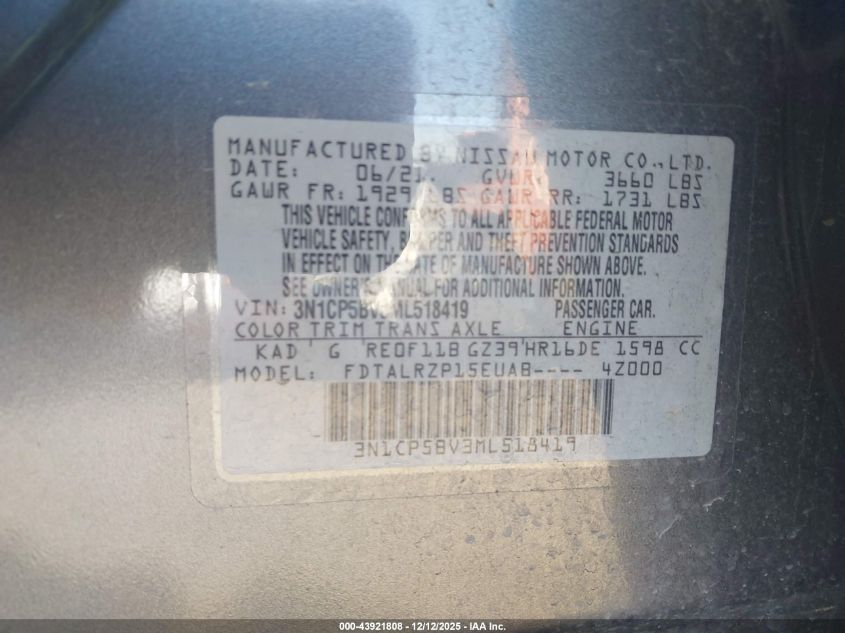 MANUFACTURED BY NISSAN MOTOR CO., LTD.
DATE: 06/21 GVWR: 3660 LBS
GAWR FR: 1929 LBS GAWR RR: 1731 LBS
THIS VEHICLE CONFORMS TO ALL APPLICABLE FEDERAL MOTOR
VEHICLE SAFETY, BUMPER AND THEFT PREVENTION STANDARDS
IN EFFECT ON THE DATE OF MANUFACTURE SHOWN ABOVE.
SEE OWNER'S MANUAL FOR ADDITIONAL INFORMATION.
VIN: 3N1CP5BV3ML518419 PASSENGER CAR.
COLOR TRIM TRANS AXLE ENGINE
KAD G RE0F11B GZ39 HR16DE 1598 CC
MODEL: FDTALRZP15EUAB---- 4Z000
3N1CP5BV3ML518419
000-43921808 - 12/12/2025 - IAA Inc.